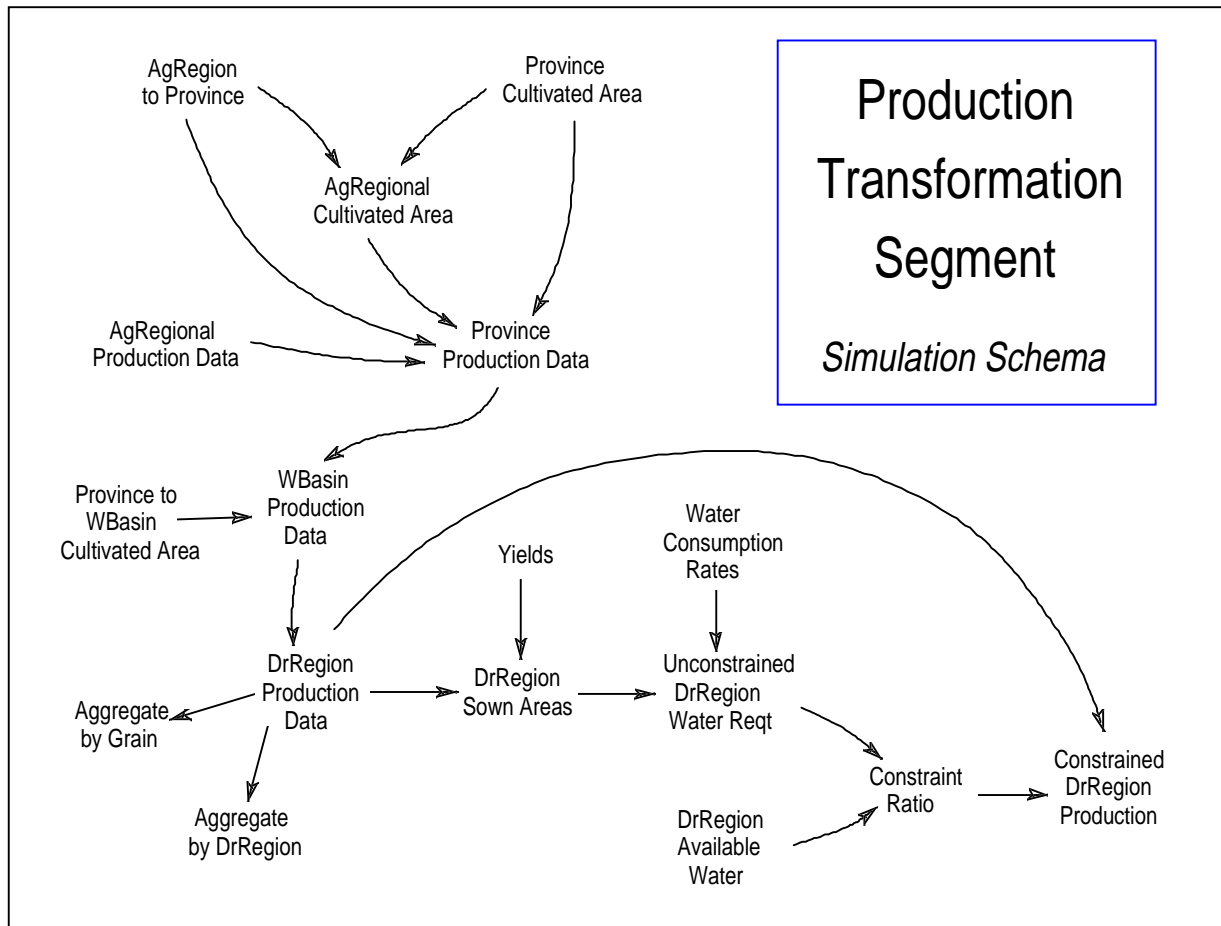 AgRegion
to Province
Province
Cultivated Area
Production
Transformation
Segment
Simulation Schema
AgRegional
Cultivated Area
AgRegional
Production Data
Province
Production Data
Province to
WBasin
Cultivated Area
WBasin
Production
Data
Yields
Water
Consumption
Rates
DrRegion
Production
Data
DrRegion
Sown Areas
Unconstrained
DrRegion
Water Reqt
Aggregate
by Grain
Aggregate
by DrRegion
DrRegion
Available
Water
Constraint
Ratio
Constrained
DrRegion
Production